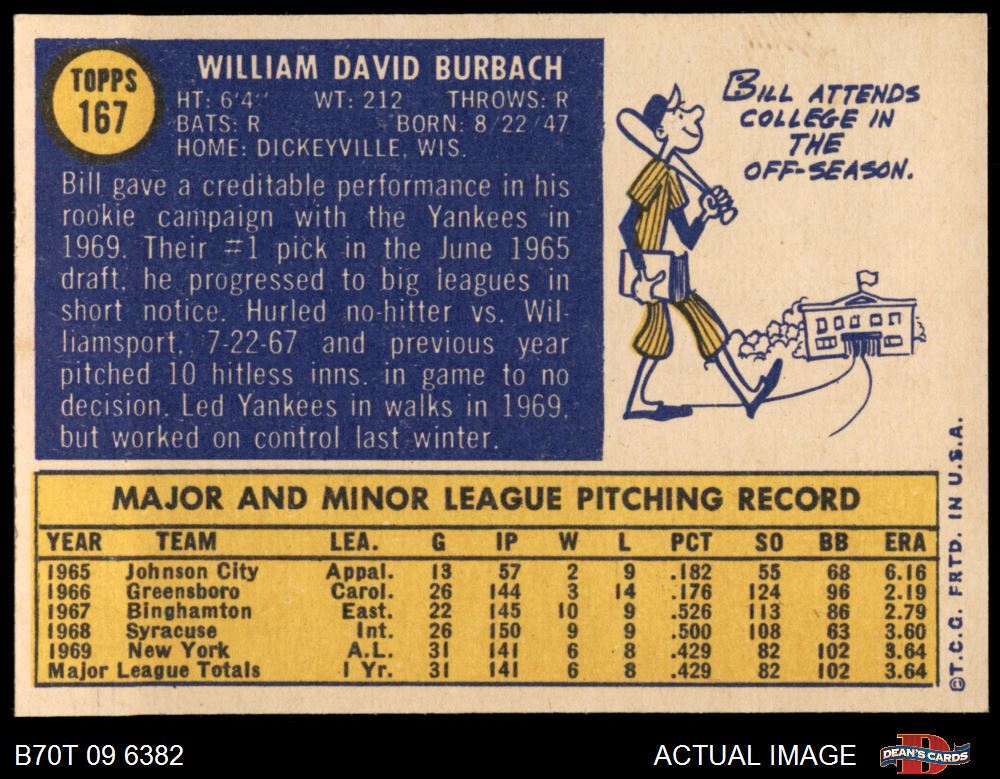 TOPPS
167
WILLIAM DAVID BURBACH
HT: 6'4" WT: 212 THROWS: R
BATS: R BORN: 8/22/47
HOME: DICKEYVILLE, WIS.
Bill gave a creditable performance in his
rookie campaign with the Yankees in
1969. Their #1 pick in the June 1965
draft, he progressed to big leagues in
short notice. Hurled no-hitter vs. Wil-
liamsport, 7-22-67 and previous year
pitched 10 hitless inns. in game to no
decision. Led Yankees in walks in 1969,
but worked on control last winter.
BILL ATTENDS
COLLEGE IN
THE
OFF-SEASON.
MAJOR AND MINOR LEAGUE PITCHING RECORD
YEAR TEAM LEA. G IP W L PCT SO BB ERA
1965 Johnson City Appal. 13 57 2 9 .182 55 68 6.16
1966 Greensboro Carol. 26 144 3 14 .176 124 96 2.19
1967 Binghamton East. 22 145 10 9 .526 113 86 2.79
1968 Syracuse Int. 26 150 9 9 .500 108 63 3.60
1969 New York A.L. 31 141 6 8 .429 82 102 3.64
Major League Totals 1 Yr. 31 141 6 8 .429 82 102 3.64
©T.C.G. PRTD. IN U.S.A.
B70T 09 6382
ACTUAL IMAGE
DEAN'S CARDS